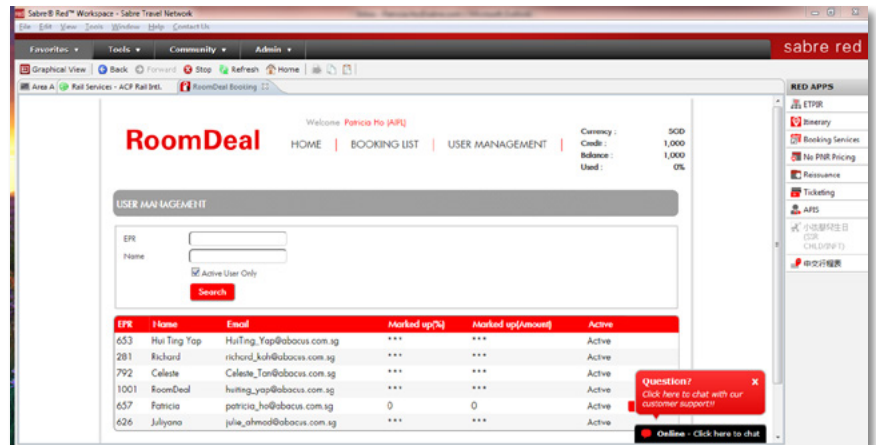 Sabre® Red™ Workspace - Sabre Travel Network
File Edit View Tools Window Help Contact Us
Favorites Tools Community Admin
sabre red
Graphical View Back Forward Stop Refresh Home
Area A Rail Services - ACP Rail Intl. RoomDeal Booking
RED APPS
Welcome Patricia Ho (AIPL)
RoomDeal
HOME | BOOKING LIST | USER MANAGEMENT |
Currency : SGD
Credit : 1,000
Balance : 1,000
Used : 0%
USER MANAGEMENT
EPR
Name
Active User Only
Search
EPR Name Email Marked up(%) Marked up(Amount) Active
653 Hui Ting Yap HuiTing_Yap@abacus.com.sg *** *** Active
281 Richard richard_koh@abacus.com.sg *** *** Active
792 Celeste Celeste_Tan@abacus.com.sg *** *** Active
1001 RoomDeal huiting_yap@abacus.com.sg *** *** Active
657 Patricia patricia_ho@abacus.com.sg 0 0 Active
626 Juliyana julie_ahmad@abacus.com.sg *** *** Active
ETPIR
Itinerary
Booking Services
No PNR Pricing
Reissuance
Ticketing
APIS
(SSR
CHLD/INFT)
中文行程表
Question? x
Click here to chat with our
customer support!!
Online - Click here to chat